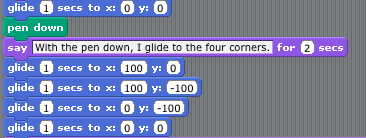 glide 1 secs to x: 0 y: 0
pen down
say With the pen down, I glide to the four corners. for 2 secs
glide 1 secs to x: 100 y: 0
glide 1 secs to x: 100 y: -100
glide 1 secs to x: 0 y: -100
glide 1 secs to x: 0 y: 0